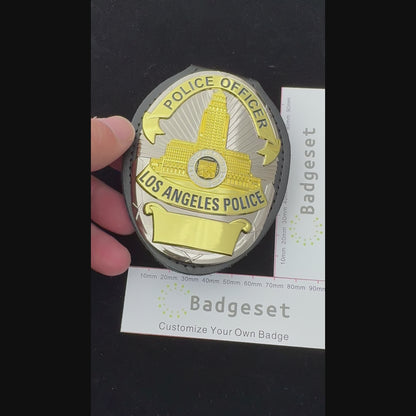 POLICE OFFICER
LOS ANGELES POLICE
Badgeset
10mm 20mm 30mm 40mm 50mm 60mm 70mm 80mm 90mm
Badgeset
Customize Your Own Badge